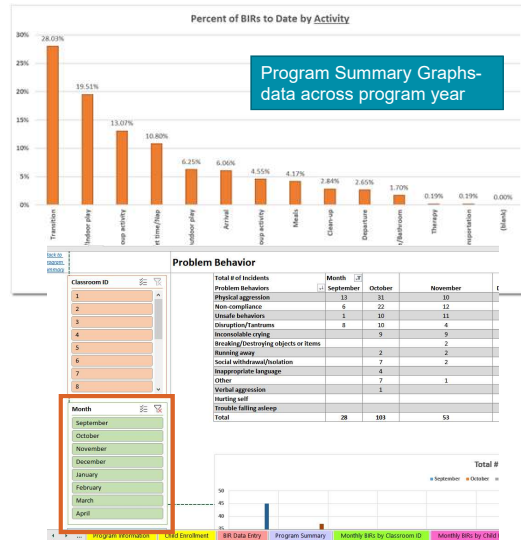 Percent of BIRs to Date by Activity
30%
25%
20%
15%
10%
5%
0%
28.03%
19.51%
13.07%
10.80%
6.25%
6.06%
4.55%
4.17%
2.84%
2.65%
1.70%
0.19%
0.19%
0.00%
Program Summary Graphs-
data across program year
Transition
Indoor play
oup activity
et time/Nap
utdoor play
Arrival
oup activity
Meals
Clean-up
Departure
/Bathroom
Therapy
nsportation
(blank)
Problem Behavior
Classroom ID
1
2
3
4
5
6
7
8
Month
September
October
November
December
January
February
March
April
Total # of Incidents Month
Problem Behaviors September October November
Physical aggression 13 31 10
Non-compliance 6 22 12
Unsafe behaviors 1 10 11
Disruption/Tantrums 8 10 4
Inconsolable crying 9 9
Breaking/Destroying objects or items 2
Running away 2 2
Social withdrawal/Isolation 7 2
Inappropriate language 4
Other 7 1
Verbal aggression 1
Hurting self
Trouble falling asleep
Total 28 103 53
Total #
September October
50
45
40
35
... Program Information Child Enrollment BIR Data Entry Program Summary Monthly BIRs by Classroom ID Monthly BIRs by Child